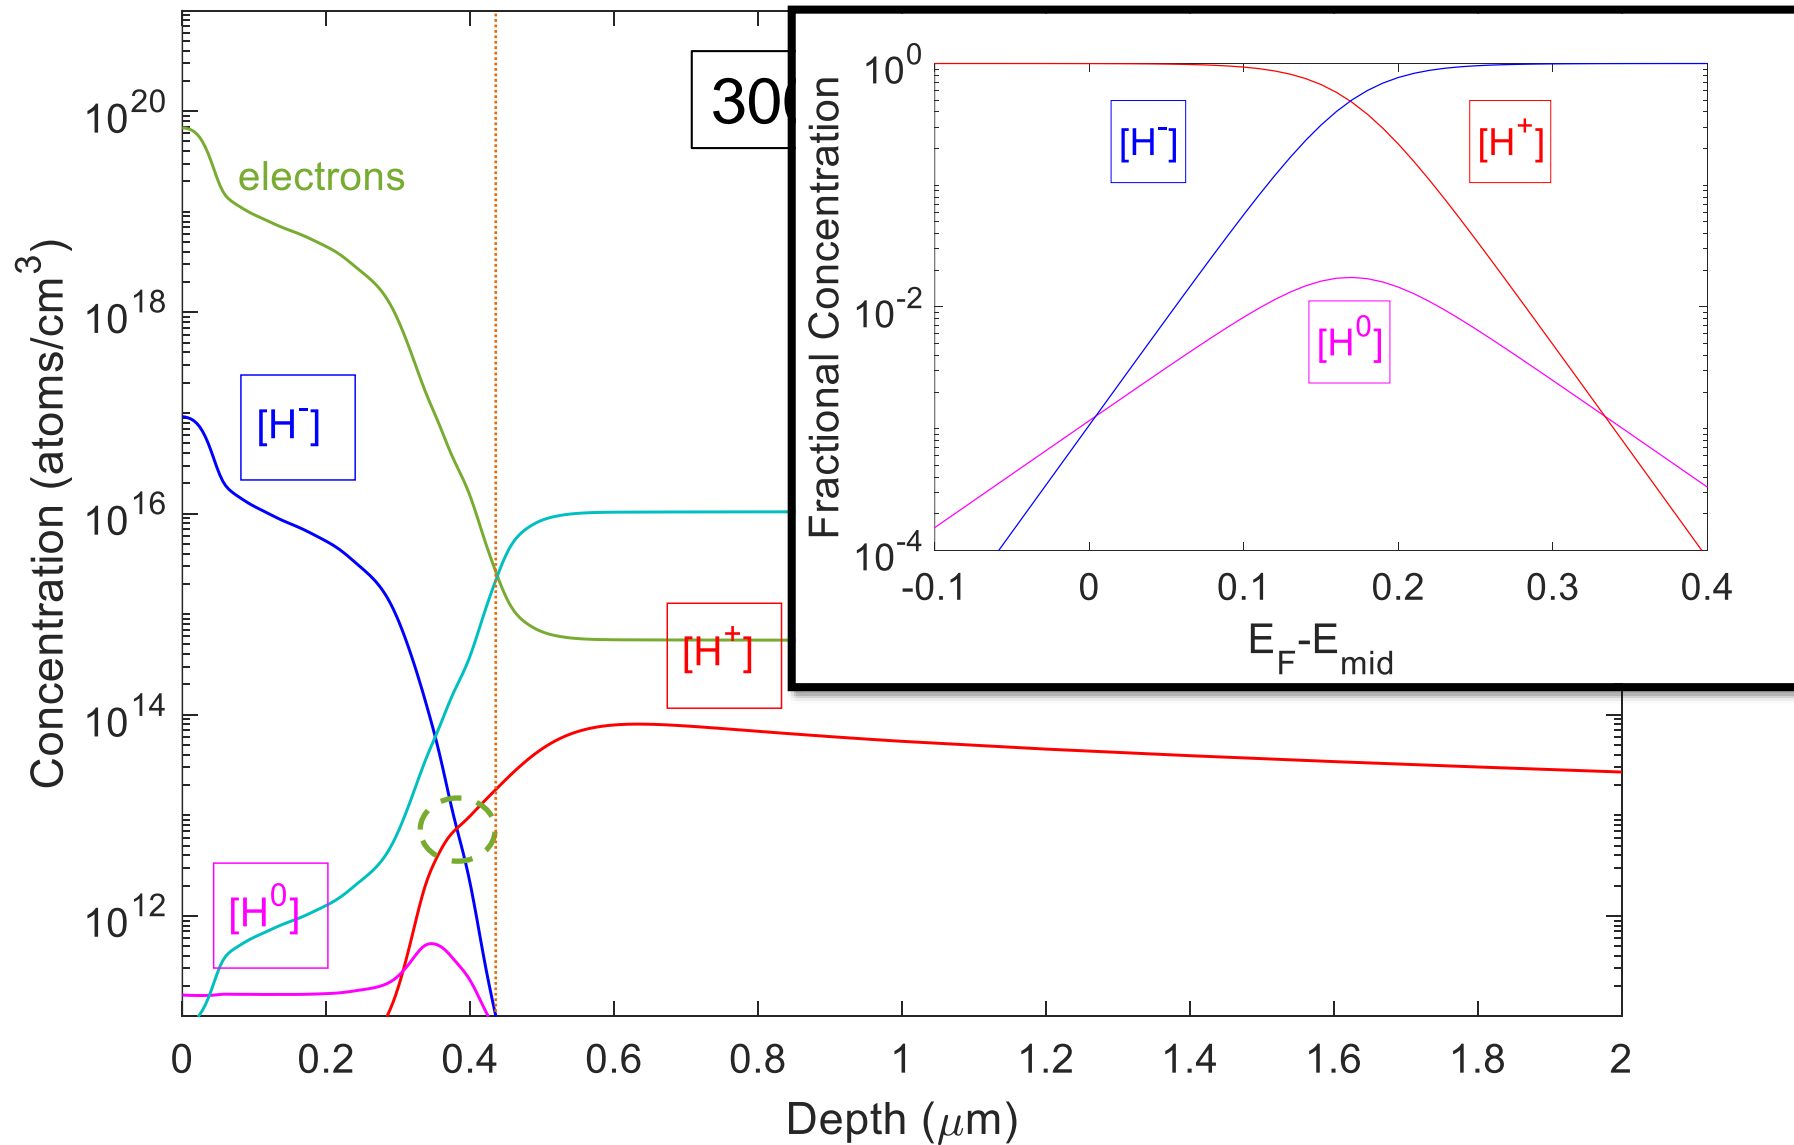 10^20
10^18
10^16
10^14
10^12
Concentration (atoms/cm^3)
0 0.2 0.4 0.6 0.8 1 1.2 1.4 1.6 1.8 2
Depth (μm)
electrons
[H^-]
[H^0]
[H^+]
300
10^0
10^-2
10^-4
Fractional Concentration
-0.1 0 0.1 0.2 0.3 0.4
E_F-E_mid
[H^-]
[H^+]
[H^0]